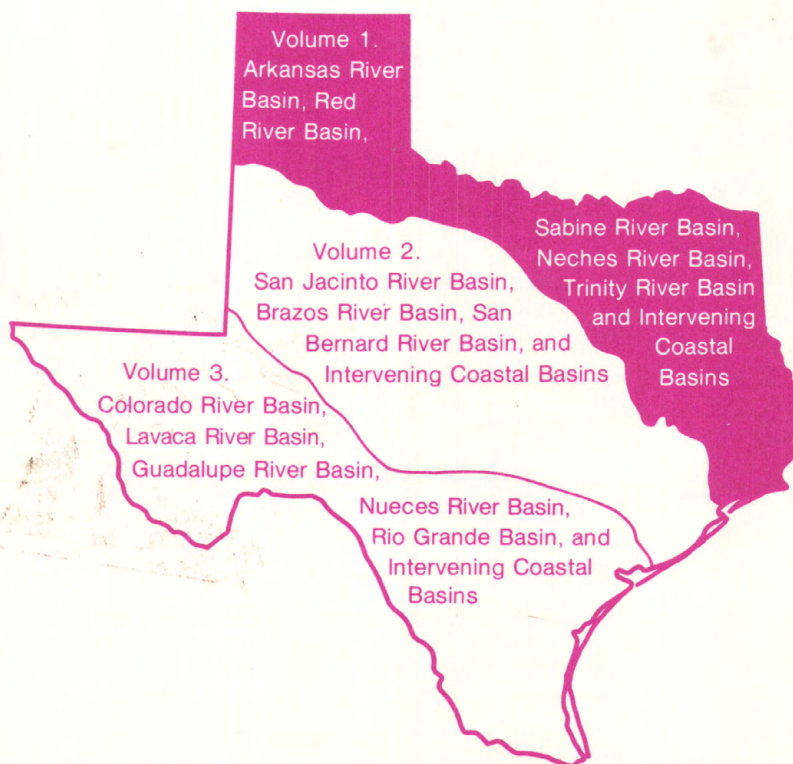 Volume 1.
Arkansas River
Basin, Red
River Basin,
Sabine River Basin,
Neches River Basin,
Trinity River Basin
and Intervening
Coastal
Basins
Volume 2.
San Jacinto River Basin,
Brazos River Basin, San
Bernard River Basin, and
Intervening Coastal Basins
Volume 3.
Colorado River Basin,
Lavaca River Basin,
Guadalupe River Basin,
Nueces River Basin,
Rio Grande Basin, and
Intervening Coastal
Basins